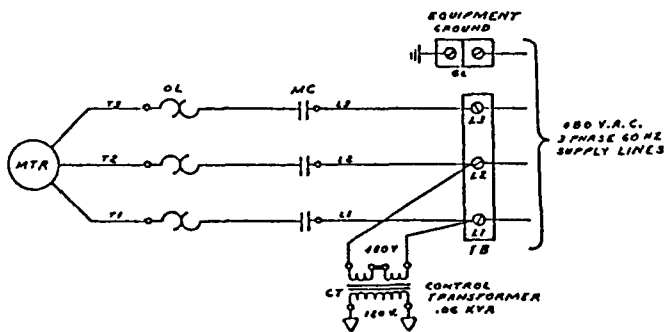 EQUIPMENT
GROUND
GL
OL
MC
T3
L3
L3
480 V.A.C.
3 PHASE 60 HZ
SUPPLY LINES
MTR
T2
L2
L2
T1
L1
L1
TB
480V
CT
CONTROL
TRANSFORMER
.06 KVA
120V.